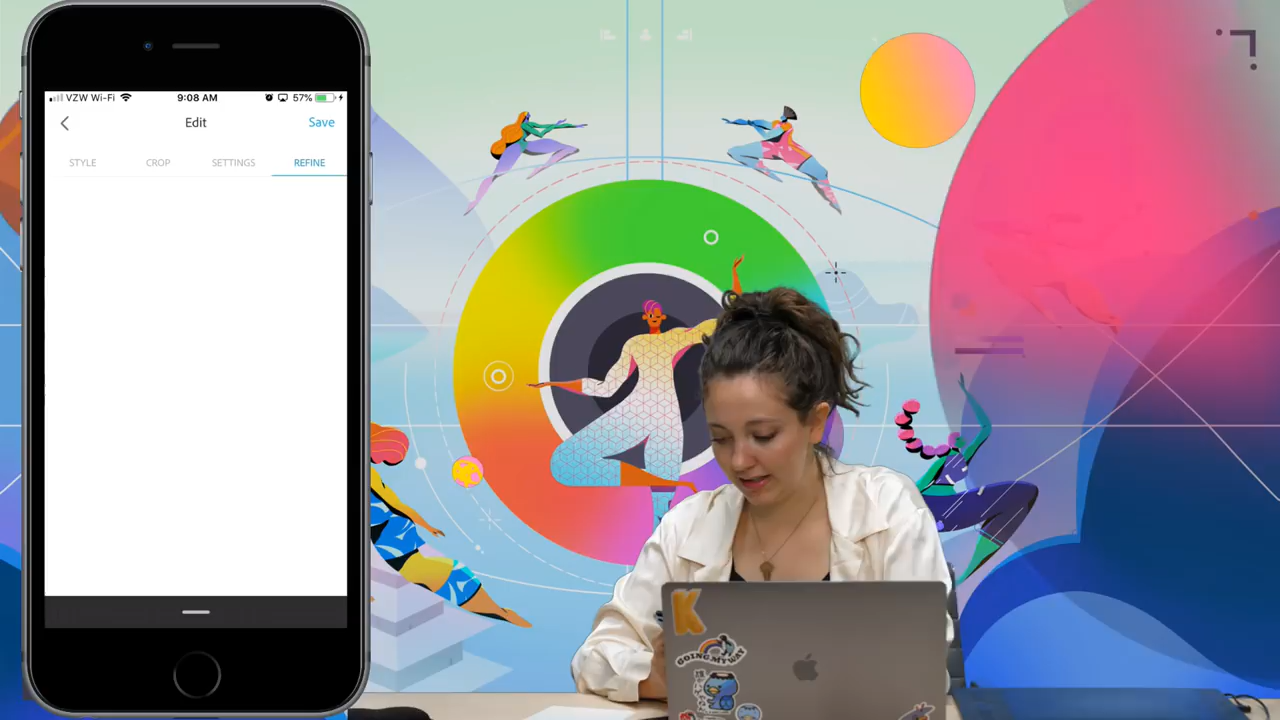 VZW Wi-Fi 9:08 AM 57%
Edit Save
STYLE CROP SETTINGS REFINE
K
GOING MY WAY